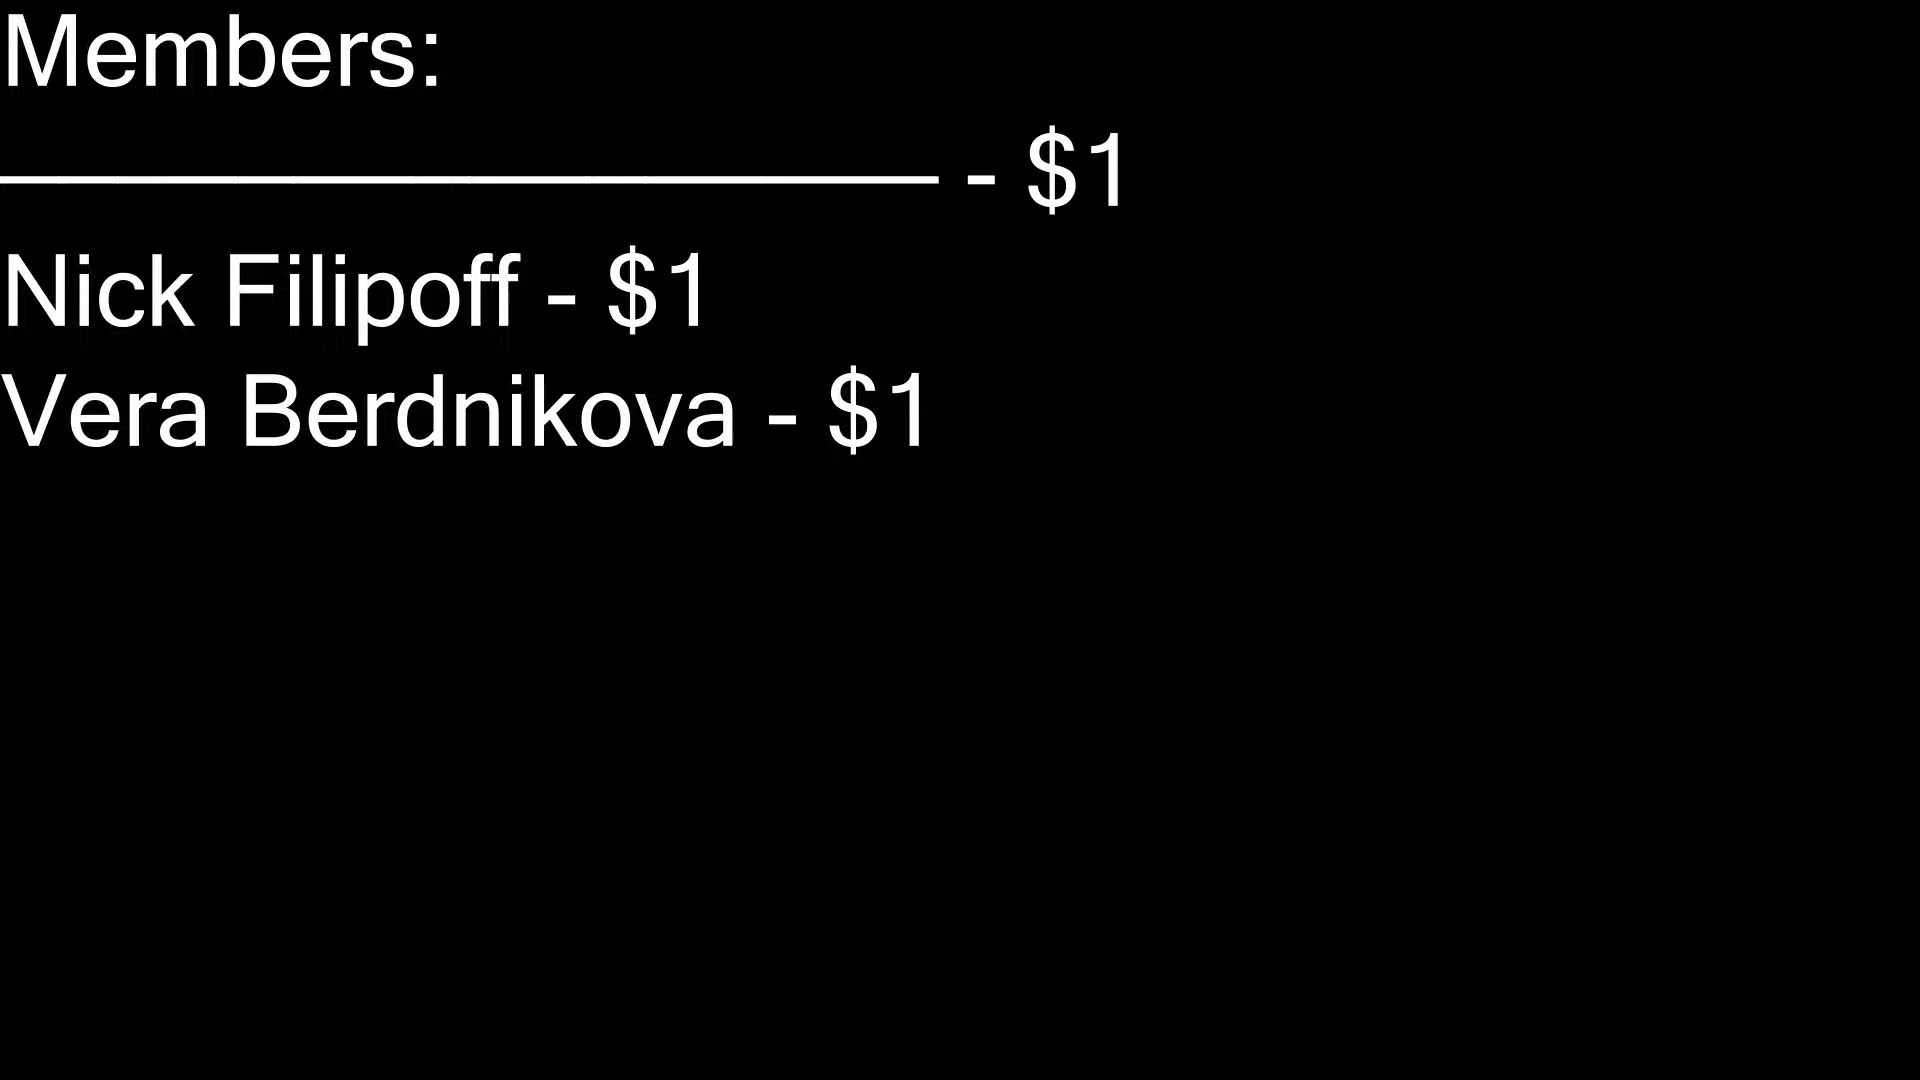 Members:
———————————————— - $1
Nick Filipoff - $1
Vera Berdnikova - $1